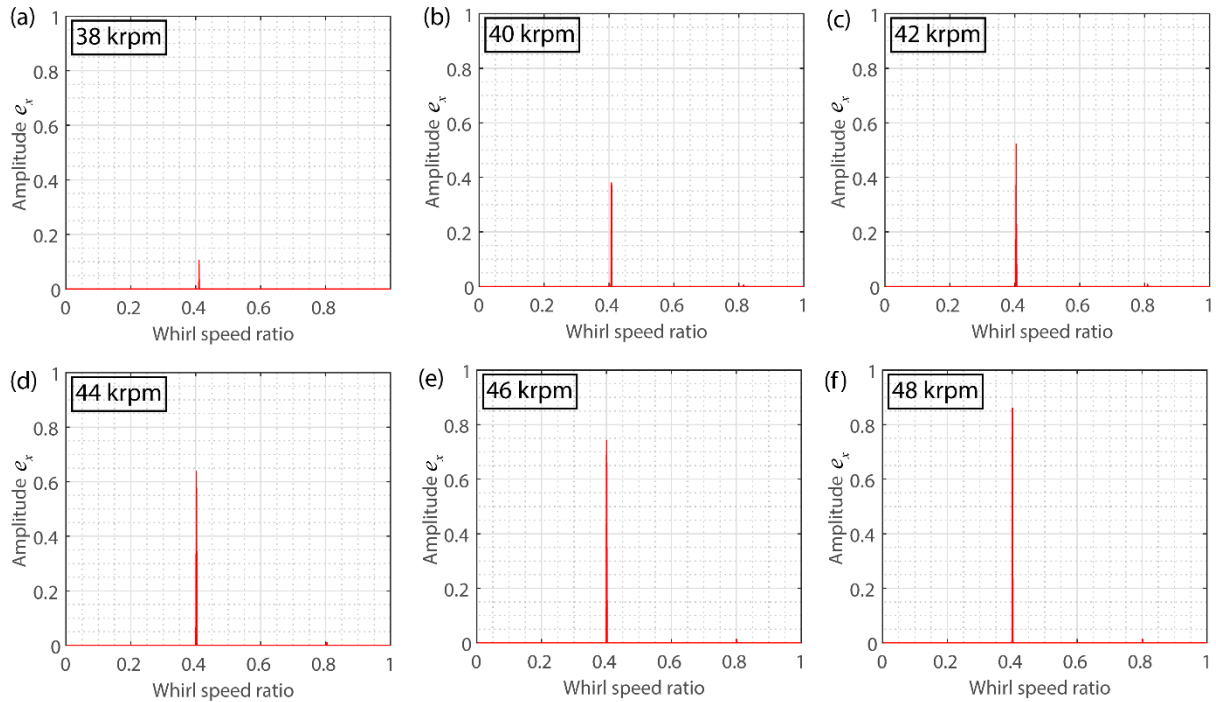 (a)
38 krpm
1
0.8
0.6
0.4
0.2
0
Amplitude eₓ
0 0.2 0.4 0.6 0.8 1
Whirl speed ratio
(b)
40 krpm
1
0.8
0.6
0.4
0.2
0
Amplitude eₓ
0 0.2 0.4 0.6 0.8 1
Whirl speed ratio
(c)
42 krpm
1
0.8
0.6
0.4
0.2
0
Amplitude eₓ
0 0.2 0.4 0.6 0.8 1
Whirl speed ratio
(d)
44 krpm
1
0.8
0.6
0.4
0.2
0
Amplitude eₓ
0 0.2 0.4 0.6 0.8 1
Whirl speed ratio
(e)
46 krpm
1
0.8
0.6
0.4
0.2
0
Amplitude eₓ
0 0.2 0.4 0.6 0.8 1
Whirl speed ratio
(f)
48 krpm
1
0.8
0.6
0.4
0.2
0
Amplitude eₓ
0 0.2 0.4 0.6 0.8 1
Whirl speed ratio